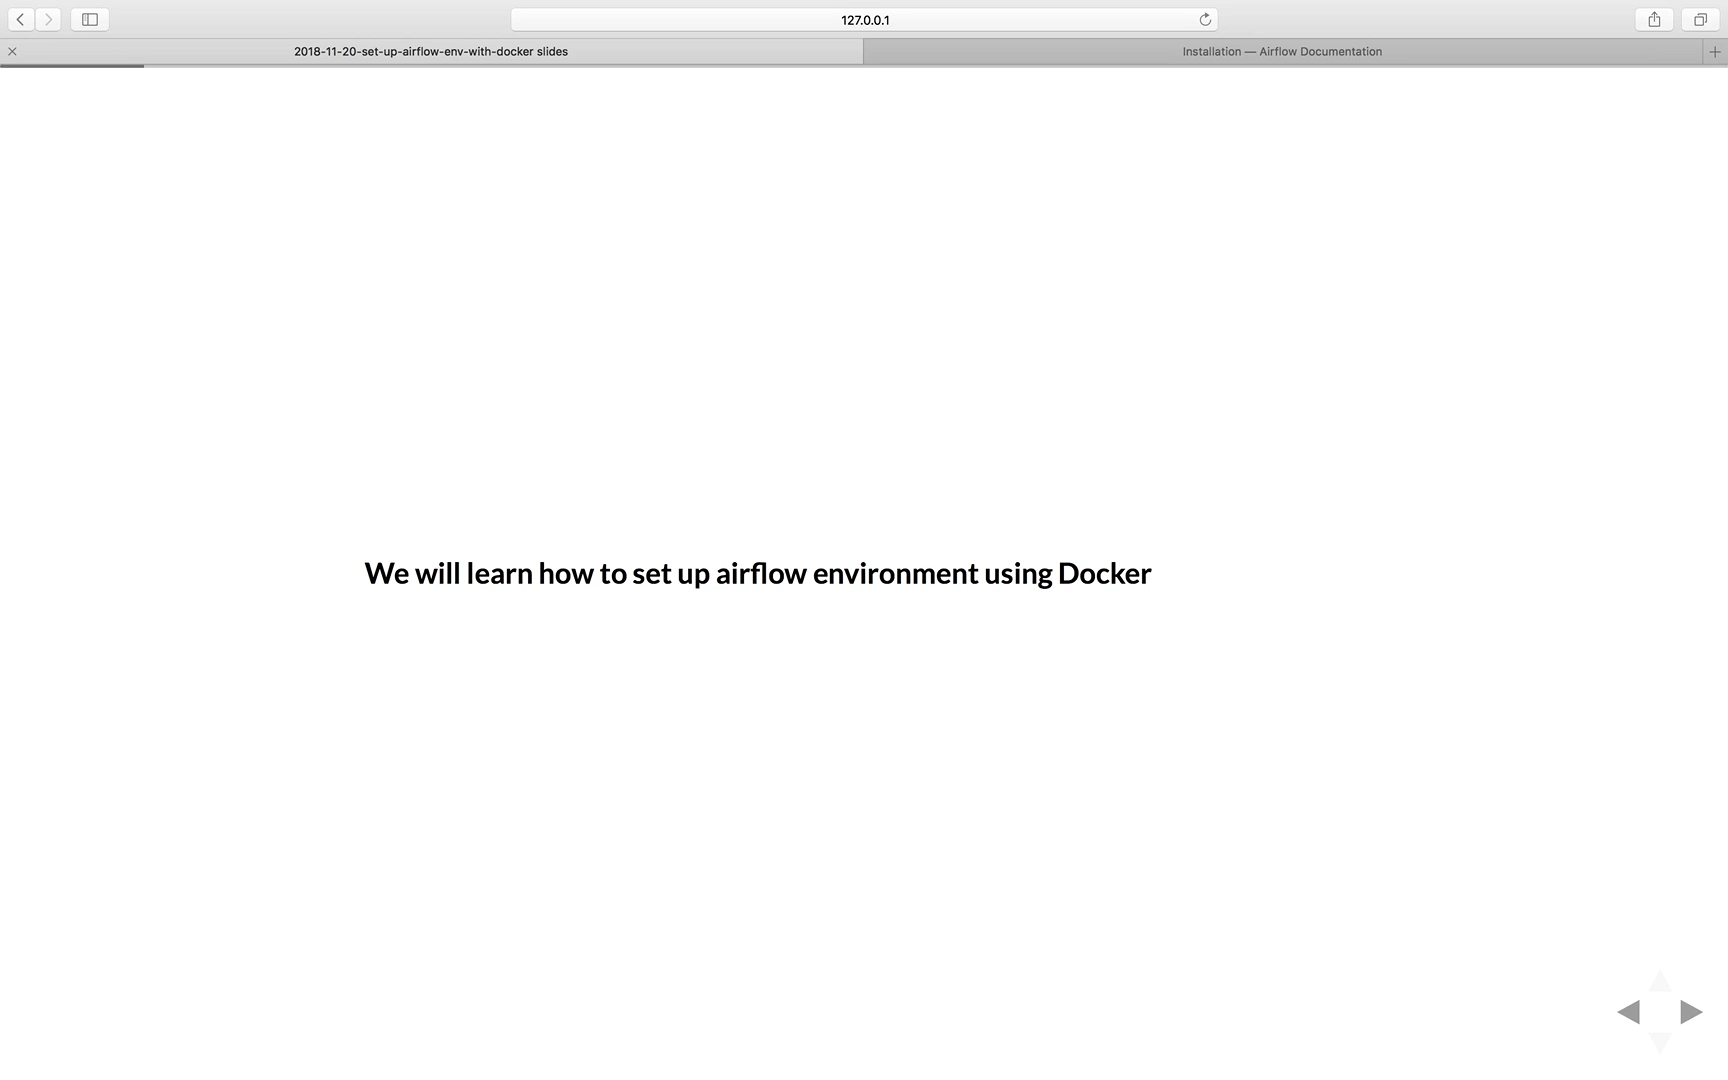 127.0.0.1
2018-11-20-set-up-airflow-env-with-docker slides
Installation — Airflow Documentation
We will learn how to set up airflow environment using Docker